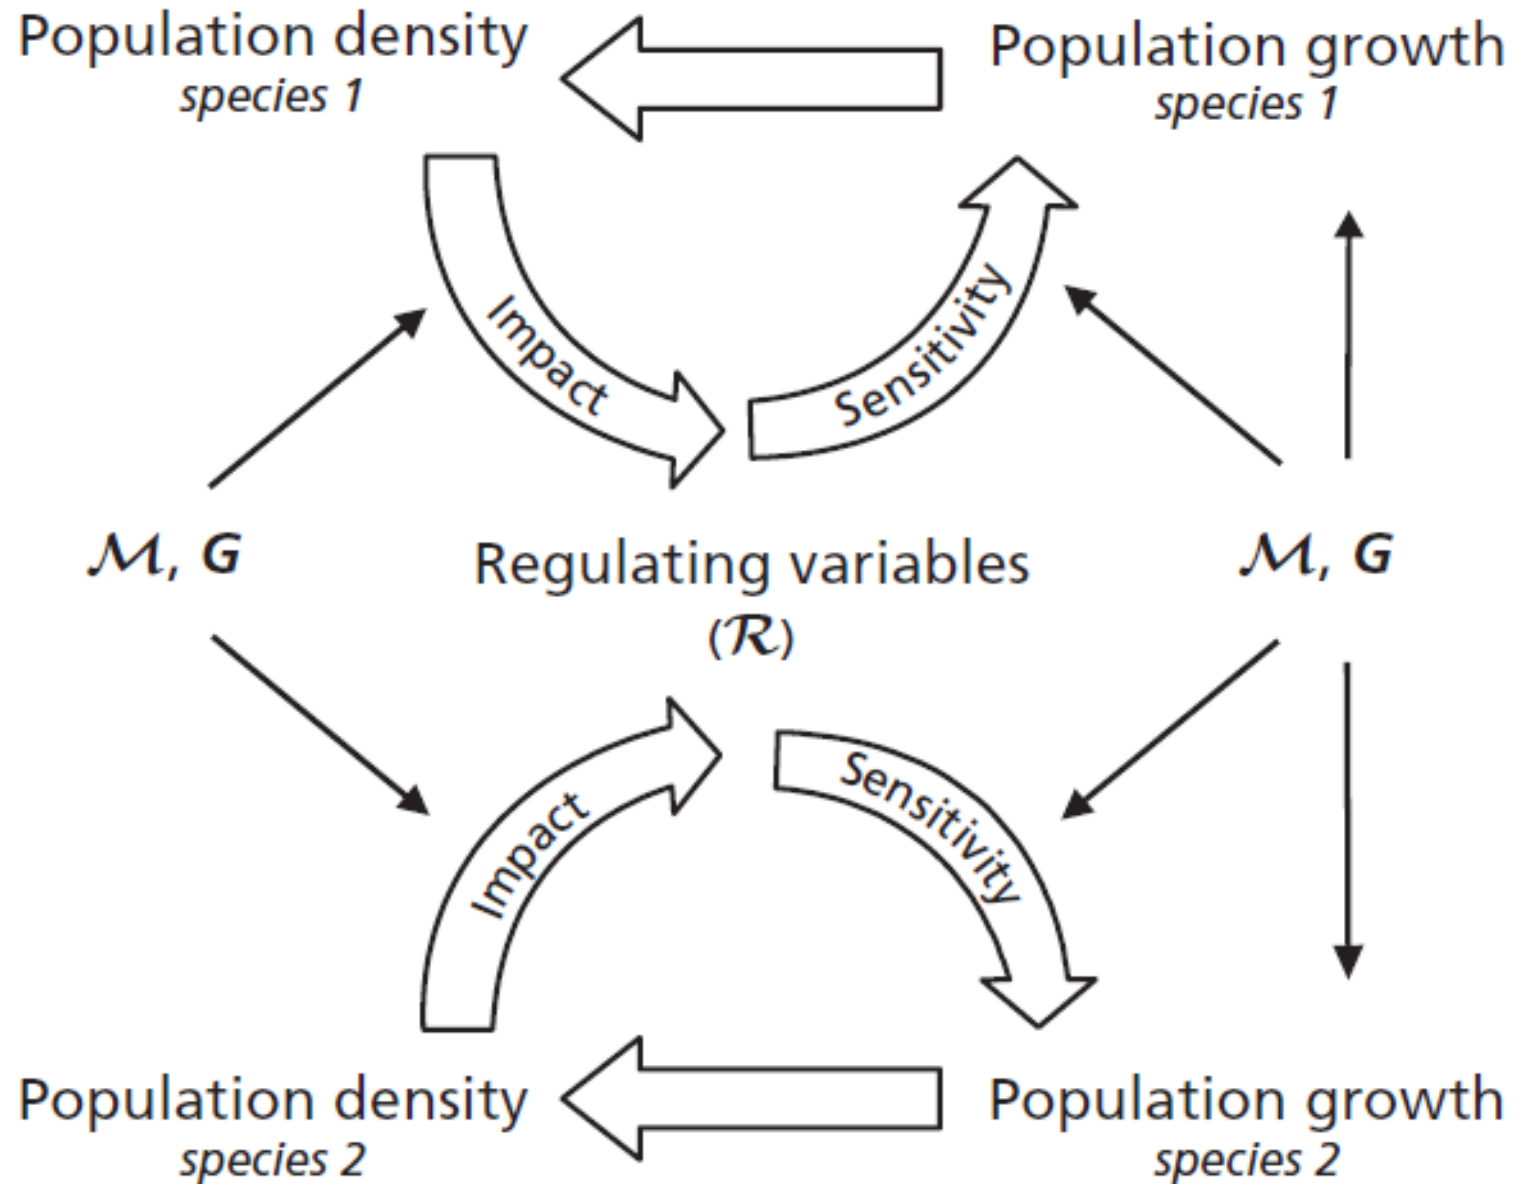 Population density
species 1
Population growth
species 1
Impact
Sensitivity
ℳ, G
Regulating variables
(ℛ)
ℳ, G
Impact
Sensitivity
Population density
species 2
Population growth
species 2